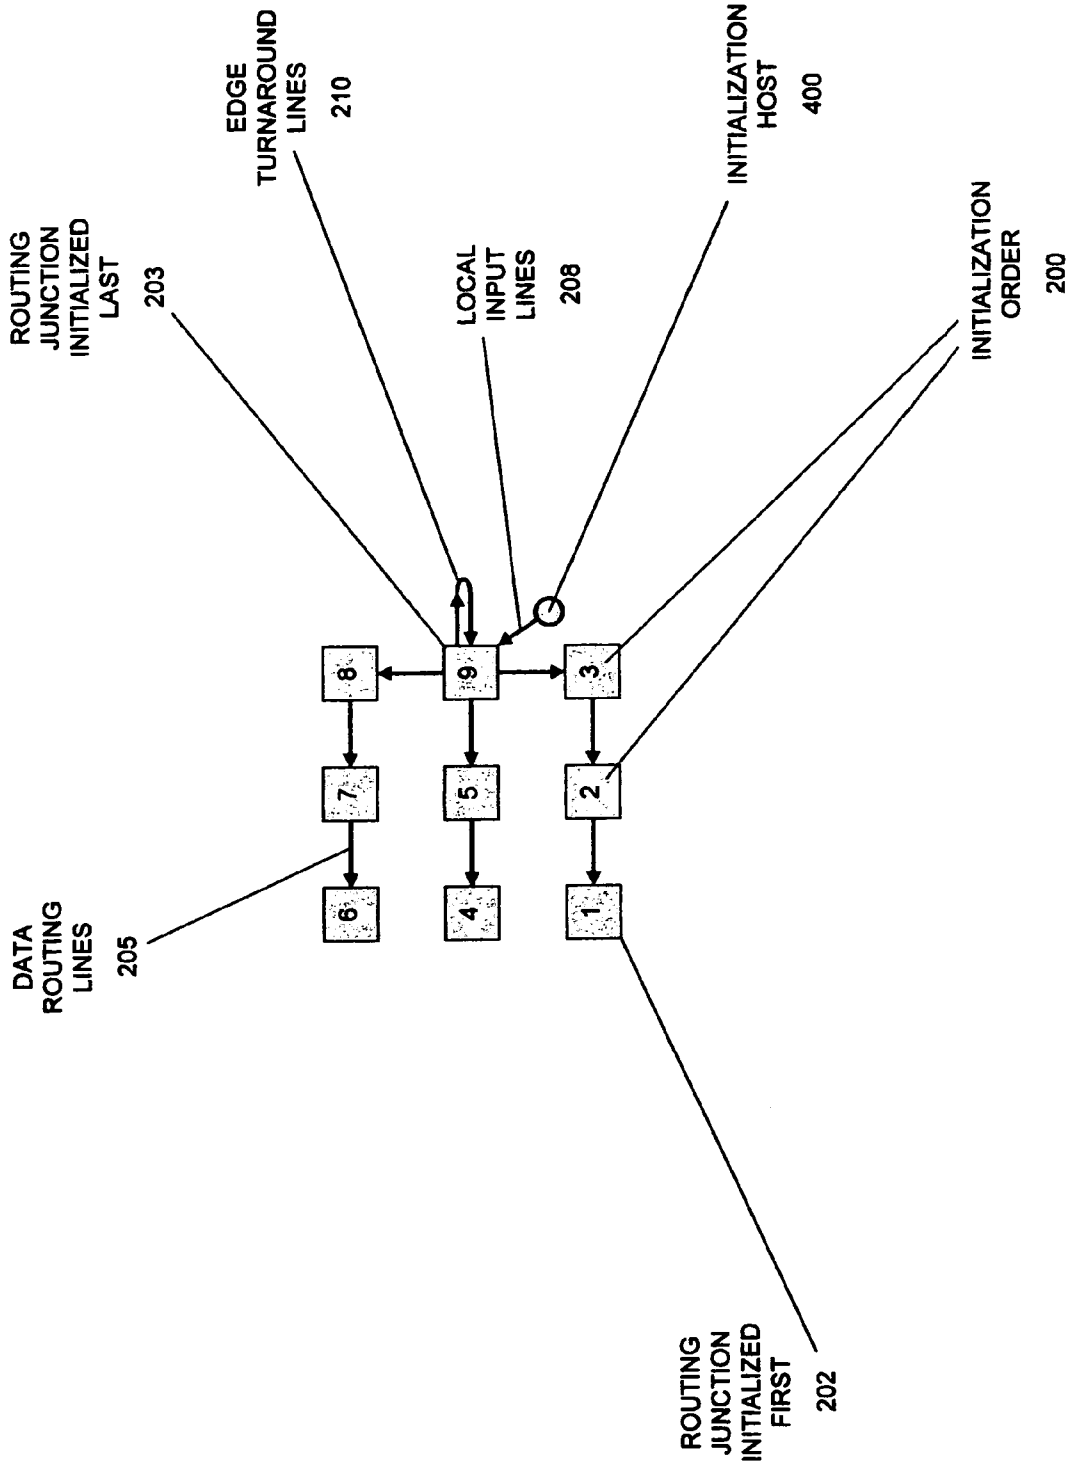 ROUTING
JUNCTION
INITIALIZED
LAST
203
EDGE
TURNAROUND
LINES
210
LOCAL
INPUT
LINES
208
INITIALIZATION
HOST
400
INITIALIZATION
ORDER
200
DATA
ROUTING
LINES
205
ROUTING
JUNCTION
INITIALIZED
FIRST
202
8
9
3
7
5
2
6
4
1